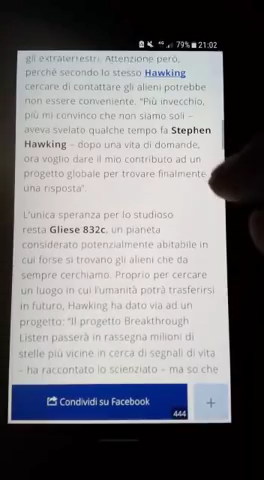 79% 21:02
gli extraterrestri. Attenzione però,
perché secondo lo stesso Hawking
cercare di contattare gli alieni potrebbe
non essere conveniente. "Più invecchio,
più mi convinco che non siamo soli –
aveva svelato qualche tempo fa Stephen
Hawking – dopo una vita di domande,
ora voglio dare il mio contributo ad un
progetto globale per trovare finalmente
una risposta".
L'unica speranza per lo studioso
resta Gliese 832c, un pianeta
considerato potenzialmente abitabile in
cui forse si trovano gli alieni che da
sempre cerchiamo. Proprio per cercare
un luogo in cui l'umanità potrà trasferirsi
in futuro, Hawking ha dato via ad un
progetto: "Il progetto Breakthrough
Listen passerà in rassegna milioni di
stelle più vicine in cerca di segnali di vita
– ha raccontato lo scienziato – ma so che
Condividi su Facebook
444
+